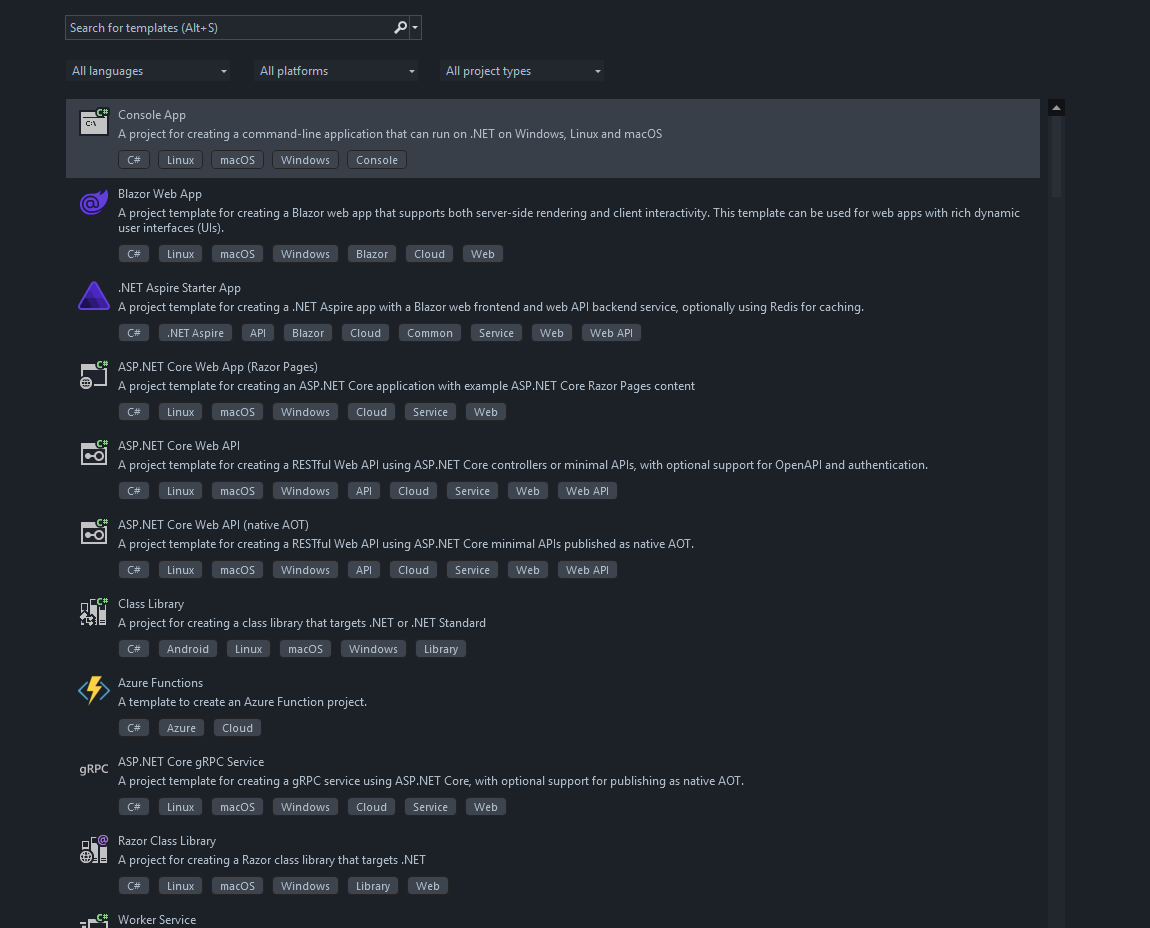 Search for templates (Alt+S)
All languages All platforms All project types
C#
C:\
Console App
A project for creating a command-line application that can run on .NET on Windows, Linux and macOS
C# Linux macOS Windows Console
@
Blazor Web App
A project template for creating a Blazor web app that supports both server-side rendering and client interactivity. This template can be used for web apps with rich dynamic
user interfaces (UIs).
C# Linux macOS Windows Blazor Cloud Web
.NET Aspire Starter App
A project template for creating a .NET Aspire app with a Blazor web frontend and web API backend service, optionally using Redis for caching.
C# .NET Aspire API Blazor Cloud Common Service Web Web API
C#
ASP.NET Core Web App (Razor Pages)
A project template for creating an ASP.NET Core application with example ASP.NET Core Razor Pages content
C# Linux macOS Windows Cloud Service Web
C#
ASP.NET Core Web API
A project template for creating a RESTful Web API using ASP.NET Core controllers or minimal APIs, with optional support for OpenAPI and authentication.
C# Linux macOS Windows API Cloud Service Web Web API
C#
ASP.NET Core Web API (native AOT)
A project template for creating a RESTful Web API using ASP.NET Core minimal APIs published as native AOT.
C# Linux macOS Windows API Cloud Service Web Web API
C#
Class Library
A project for creating a class library that targets .NET or .NET Standard
C# Android Linux macOS Windows Library
Azure Functions
A template to create an Azure Function project.
C# Azure Cloud
gRPC
ASP.NET Core gRPC Service
A project template for creating a gRPC service using ASP.NET Core, with optional support for publishing as native AOT.
C# Linux macOS Windows Cloud Service Web
@
Razor Class Library
A project for creating a Razor class library that targets .NET
C# Linux macOS Windows Library Web
C#
Worker Service